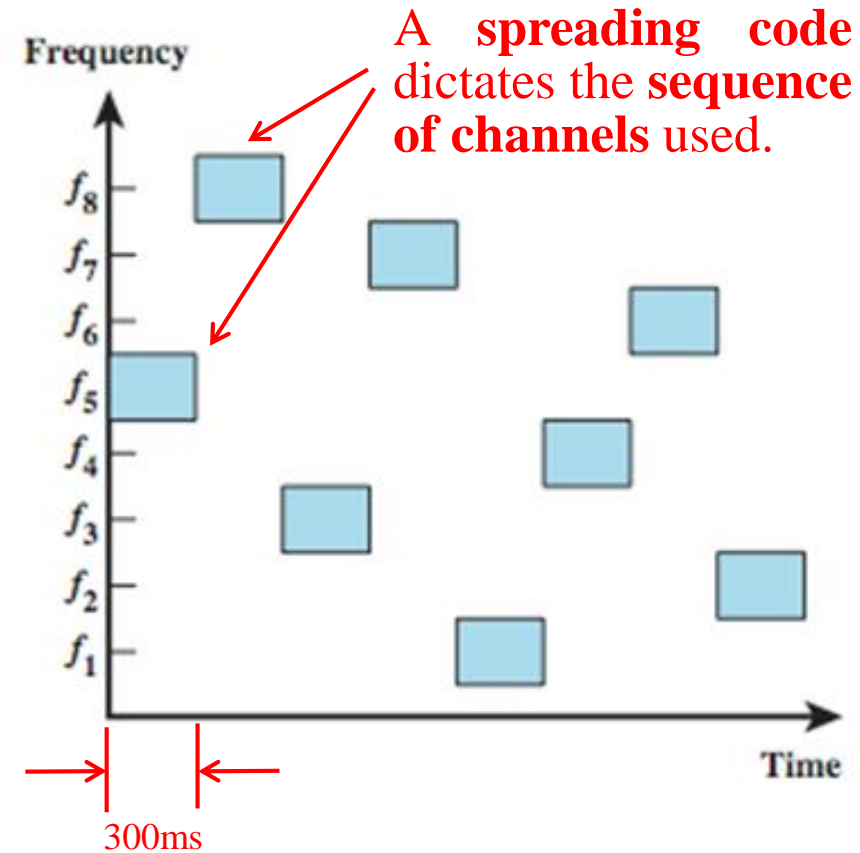 Frequency
A spreading code
dictates the sequence
of channels used.
f8
f7
f6
f5
f4
f3
f2
f1
Time
300ms